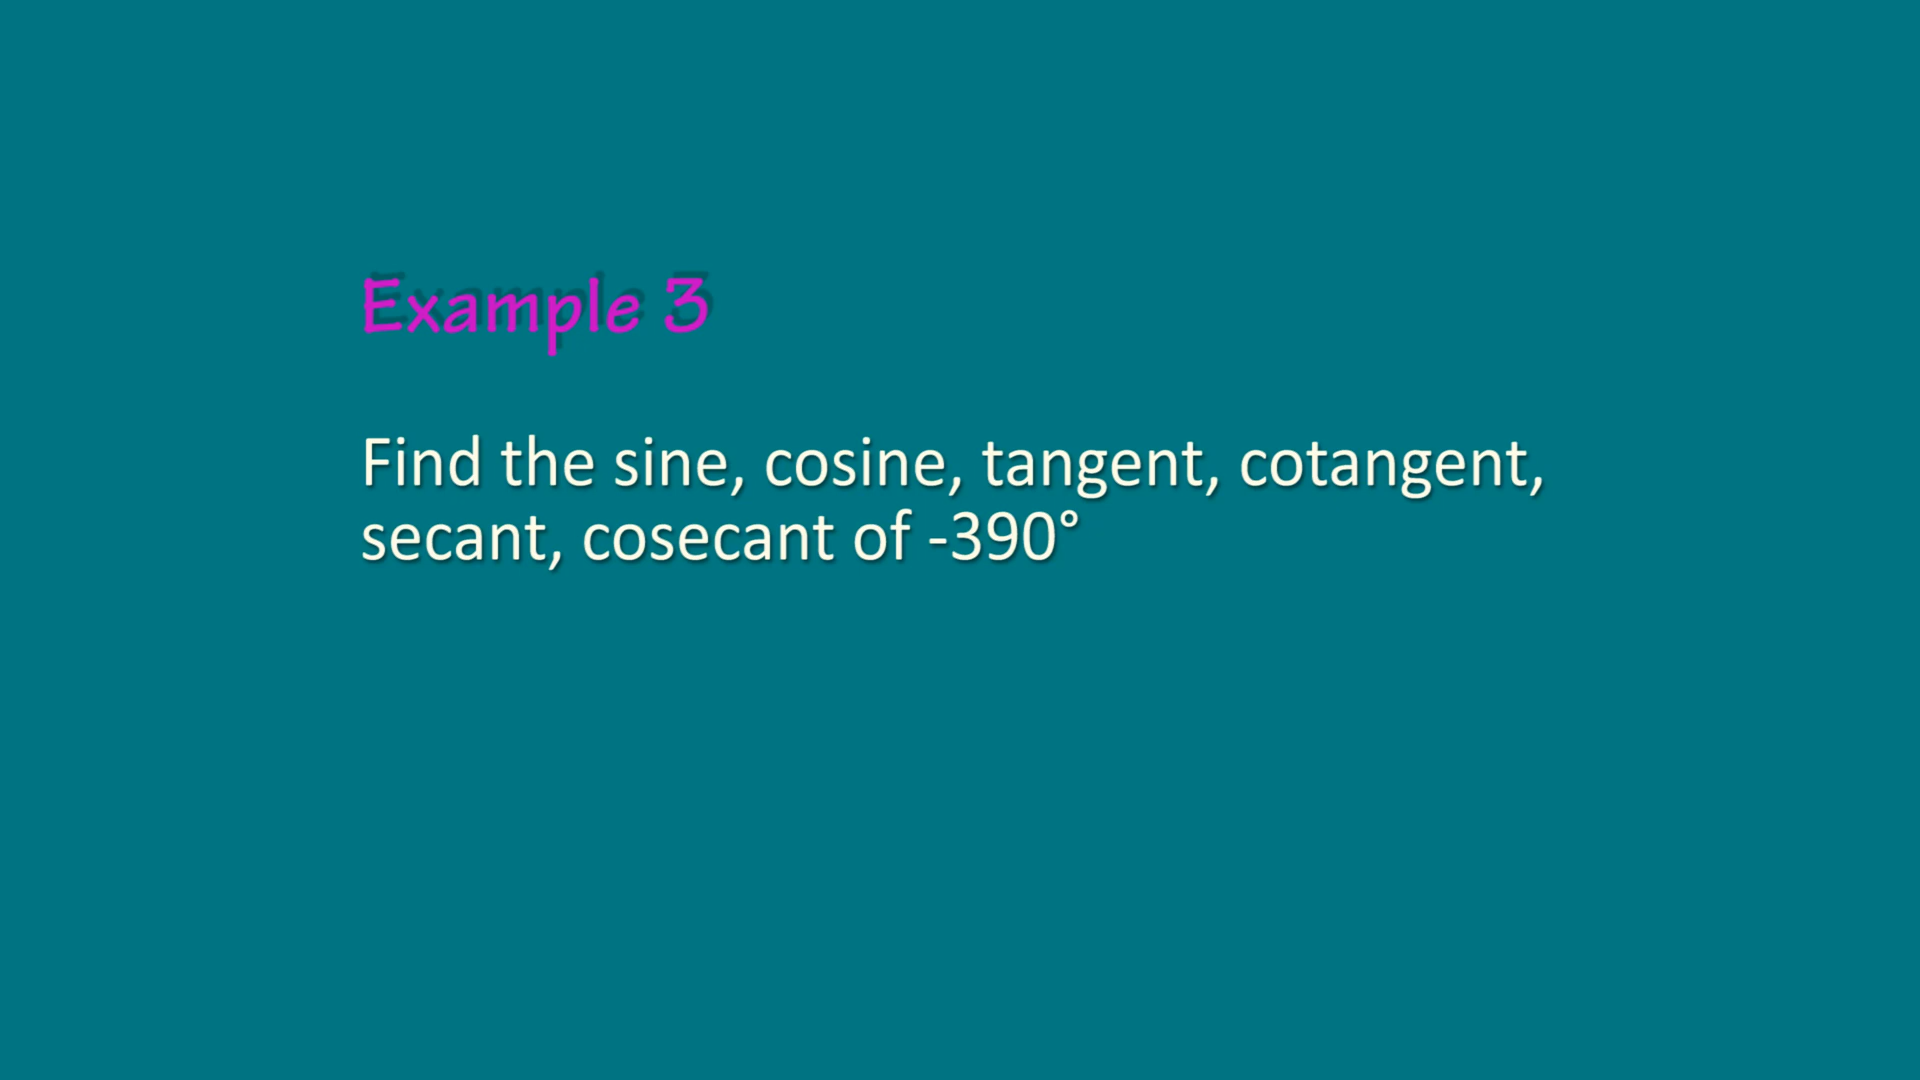 Example 3
Find the sine, cosine, tangent, cotangent,
secant, cosecant of -390°